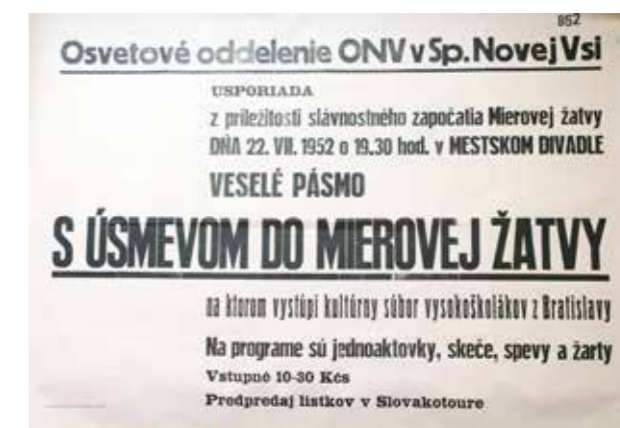 952
Osvetové oddelenie ONV v Sp. Novej Vsi
USPORIADA
z príležitosti slávnostného započatia Mierovej žatvy
DŇA 22. VII. 1952 o 19.30 hod. v MESTSKOM DIVADLE
VESELÉ PÁSMO
S ÚSMEVOM DO MIEROVEJ ŽATVY
na ktorom vystúpi kultúrny súbor vysokoškolákov z Bratislavy
Na programe sú jednoaktovky, skeče, spevy a žarty
Vstupné 10-30 Kčs
Predpredaj lístkov v Slovakotoure